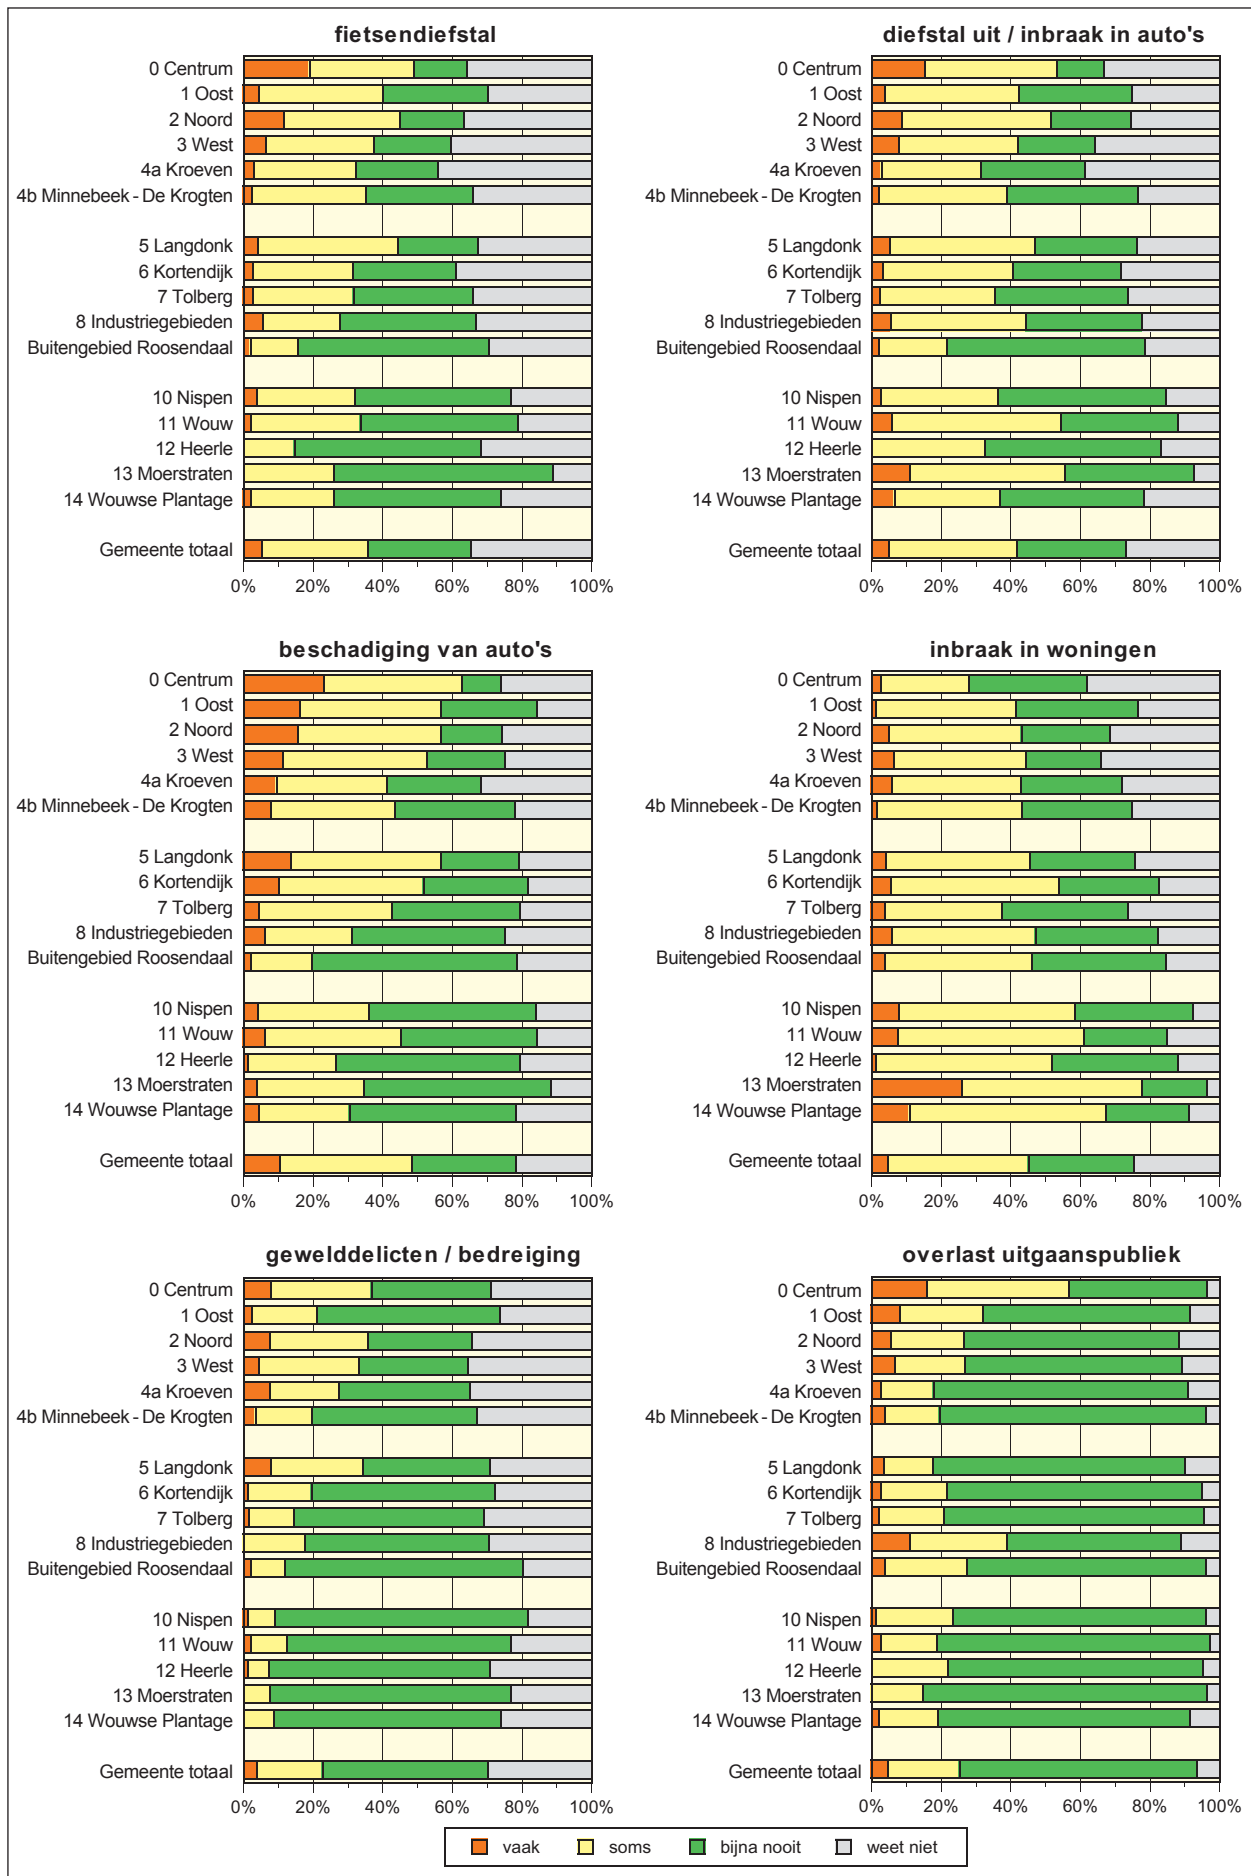 fietsendiefstal
0 Centrum
1 Oost
2 Noord
3 West
4a Kroeven
4b Minnebeek - De Krogten
5 Langdonk
6 Kortendijk
7 Tolberg
8 Industriegebieden
Buitengebied Roosendaal
10 Nispen
11 Wouw
12 Heerle
13 Moerstraten
14 Wouwse Plantage
Gemeente totaal
0% 20% 40% 60% 80% 100%
diefstal uit / inbraak in auto's
0 Centrum
1 Oost
2 Noord
3 West
4a Kroeven
4b Minnebeek - De Krogten
5 Langdonk
6 Kortendijk
7 Tolberg
8 Industriegebieden
Buitengebied Roosendaal
10 Nispen
11 Wouw
12 Heerle
13 Moerstraten
14 Wouwse Plantage
Gemeente totaal
0% 20% 40% 60% 80% 100%
beschadiging van auto's
0 Centrum
1 Oost
2 Noord
3 West
4a Kroeven
4b Minnebeek - De Krogten
5 Langdonk
6 Kortendijk
7 Tolberg
8 Industriegebieden
Buitengebied Roosendaal
10 Nispen
11 Wouw
12 Heerle
13 Moerstraten
14 Wouwse Plantage
Gemeente totaal
0% 20% 40% 60% 80% 100%
inbraak in woningen
0 Centrum
1 Oost
2 Noord
3 West
4a Kroeven
4b Minnebeek - De Krogten
5 Langdonk
6 Kortendijk
7 Tolberg
8 Industriegebieden
Buitengebied Roosendaal
10 Nispen
11 Wouw
12 Heerle
13 Moerstraten
14 Wouwse Plantage
Gemeente totaal
0% 20% 40% 60% 80% 100%
gewelddelicten / bedreiging
0 Centrum
1 Oost
2 Noord
3 West
4a Kroeven
4b Minnebeek - De Krogten
5 Langdonk
6 Kortendijk
7 Tolberg
8 Industriegebieden
Buitengebied Roosendaal
10 Nispen
11 Wouw
12 Heerle
13 Moerstraten
14 Wouwse Plantage
Gemeente totaal
0% 20% 40% 60% 80% 100%
overlast uitgaanspubliek
0 Centrum
1 Oost
2 Noord
3 West
4a Kroeven
4b Minnebeek - De Krogten
5 Langdonk
6 Kortendijk
7 Tolberg
8 Industriegebieden
Buitengebied Roosendaal
10 Nispen
11 Wouw
12 Heerle
13 Moerstraten
14 Wouwse Plantage
Gemeente totaal
0% 20% 40% 60% 80% 100%
vaak soms bijna nooit weet niet